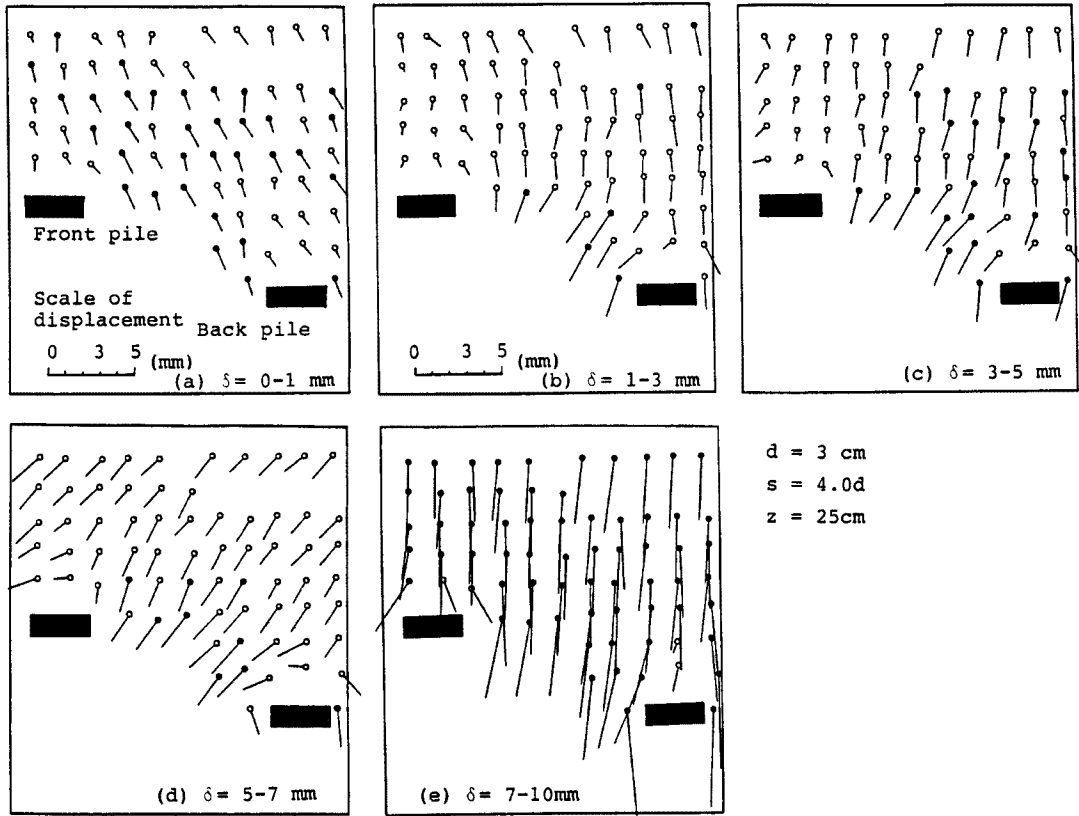 Front pile
Scale of
displacement
Back pile
0 3 5 (mm)
(a) δ= 0-1 mm
0 3 5 (mm)
(b) δ= 1-3 mm
(c) δ= 3-5 mm
d = 3 cm
s = 4.0d
z = 25cm
(d) δ= 5-7 mm
(e) δ= 7-10mm